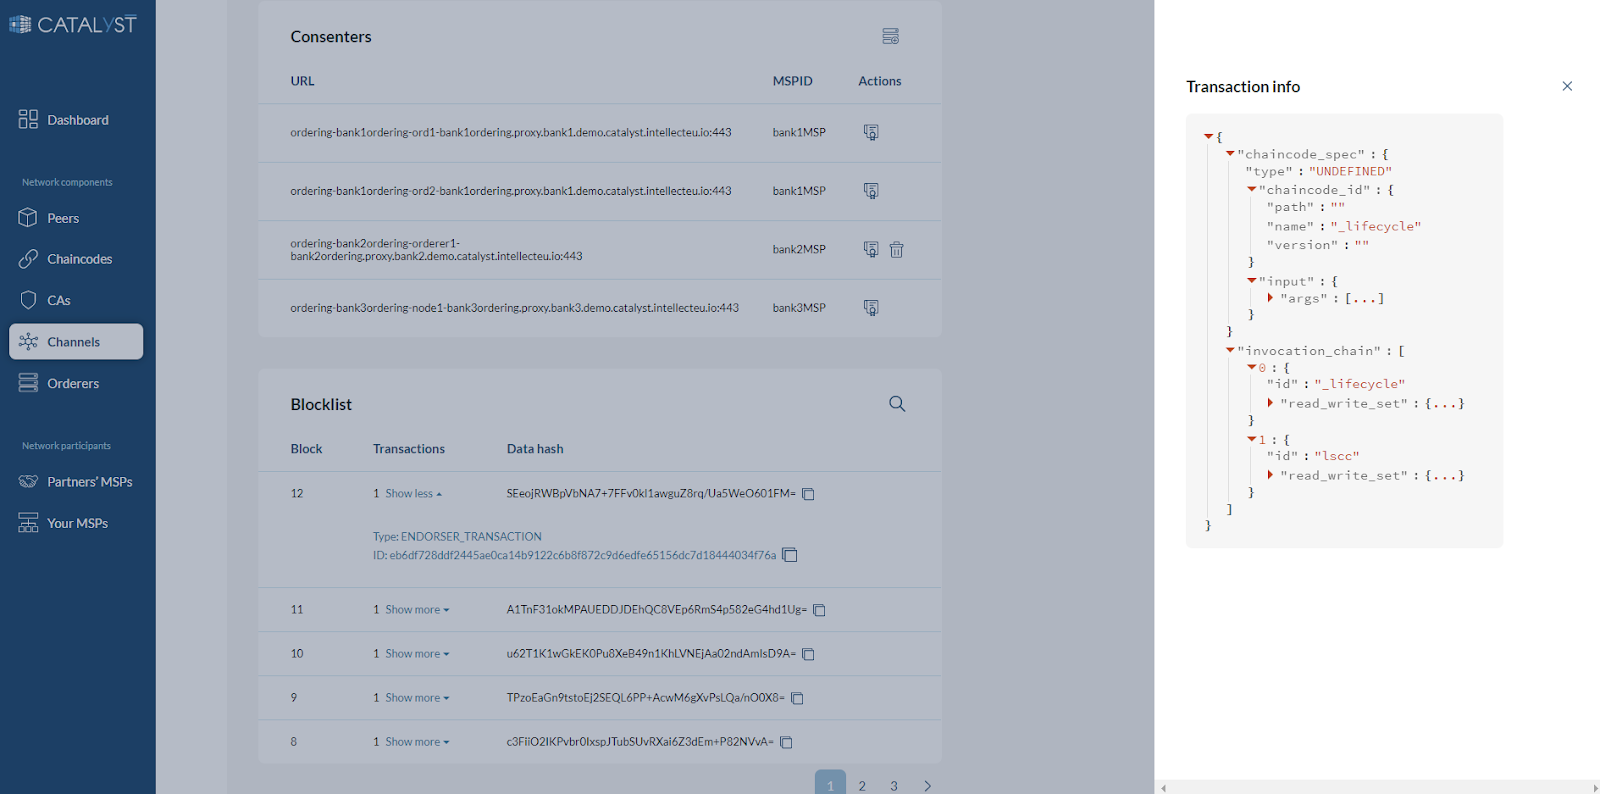 CATALYST
Dashboard
Network components
Peers
Chaincodes
CAs
Channels
Orderers
Network participants
Partners' MSPs
Your MSPs
Consenters
URL MSPID Actions
ordering-bank1ordering-ord1-bank1ordering.proxy.bank1.demo.catalyst.intellecteu.io:443 bank1MSP
ordering-bank1ordering-ord2-bank1ordering.proxy.bank1.demo.catalyst.intellecteu.io:443 bank1MSP
ordering-bank2ordering-orderer1-
bank2ordering.proxy.bank2.demo.catalyst.intellecteu.io:443 bank2MSP
ordering-bank3ordering-node1-bank3ordering.proxy.bank3.demo.catalyst.intellecteu.io:443 bank3MSP
Blocklist
Block Transactions Data hash
12 1 Show less SEeojRWBpVbNA7+7FFv0kI1awguZ8rq/Ua5WeO601FM=
Type: ENDORSER_TRANSACTION
ID: eb6df728ddf2445ae0ca14b9122c6b8f872c9d6edfe65156dc7d18444034f76a
11 1 Show more A1TnF31okMPAUEDDJDEhQC8VEp6RmS4p582eG4hd1Ug=
10 1 Show more u62T1K1wGkEK0Pu8XeB49n1KhLVNEjAa02ndAmIsD9A=
9 1 Show more TPzoEaGn9tstoEj2SEQL6PP+AcwM6gXvPsLQa/nO0X8=
8 1 Show more c3FiiO2IKPvbr0IxspJTubSUvRXai6Z3dEm+P82NVvA=
1 2 3
Transaction info
{
"chaincode_spec" : {
"type" : "UNDEFINED"
"chaincode_id" : {
"path" : ""
"name" : "_lifecycle"
"version" : ""
}
"input" : {
"args" : [...]
}
}
"invocation_chain" : [
0 : {
"id" : "_lifecycle"
"read_write_set" : {...}
}
1 : {
"id" : "lscc"
"read_write_set" : {...}
}
]
}